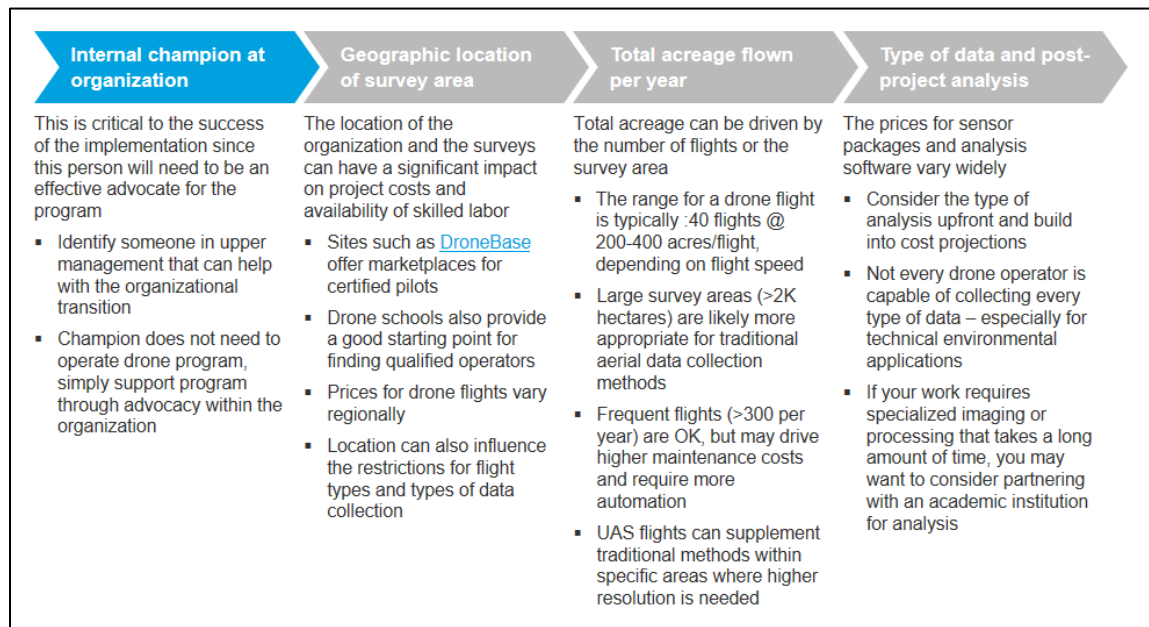 Internal champion at
organization
This is critical to the success
of the implementation since
this person will need to be an
effective advocate for the
program
▪ Identify someone in upper
management that can help
with the organizational
transition
▪ Champion does not need to
operate drone program,
simply support program
through advocacy within the
organization
Geographic location
of survey area
The location of the
organization and the surveys
can have a significant impact
on project costs and
availability of skilled labor
▪ Sites such as DroneBase
offer marketplaces for
certified pilots
▪ Drone schools also provide
a good starting point for
finding qualified operators
▪ Prices for drone flights vary
regionally
▪ Location can also influence
the restrictions for flight
types and types of data
collection
Total acreage flown
per year
Total acreage can be driven by
the number of flights or the
survey area
▪ The range for a drone flight
is typically :40 flights @
200-400 acres/flight,
depending on flight speed
▪ Large survey areas (>2K
hectares) are likely more
appropriate for traditional
aerial data collection
methods
▪ Frequent flights (>300 per
year) are OK, but may drive
higher maintenance costs
and require more
automation
▪ UAS flights can supplement
traditional methods within
specific areas where higher
resolution is needed
Type of data and post-
project analysis
The prices for sensor
packages and analysis
software vary widely
▪ Consider the type of
analysis upfront and build
into cost projections
▪ Not every drone operator is
capable of collecting every
type of data – especially for
technical environmental
applications
▪ If your work requires
specialized imaging or
processing that takes a long
amount of time, you may
want to consider partnering
with an academic institution
for analysis